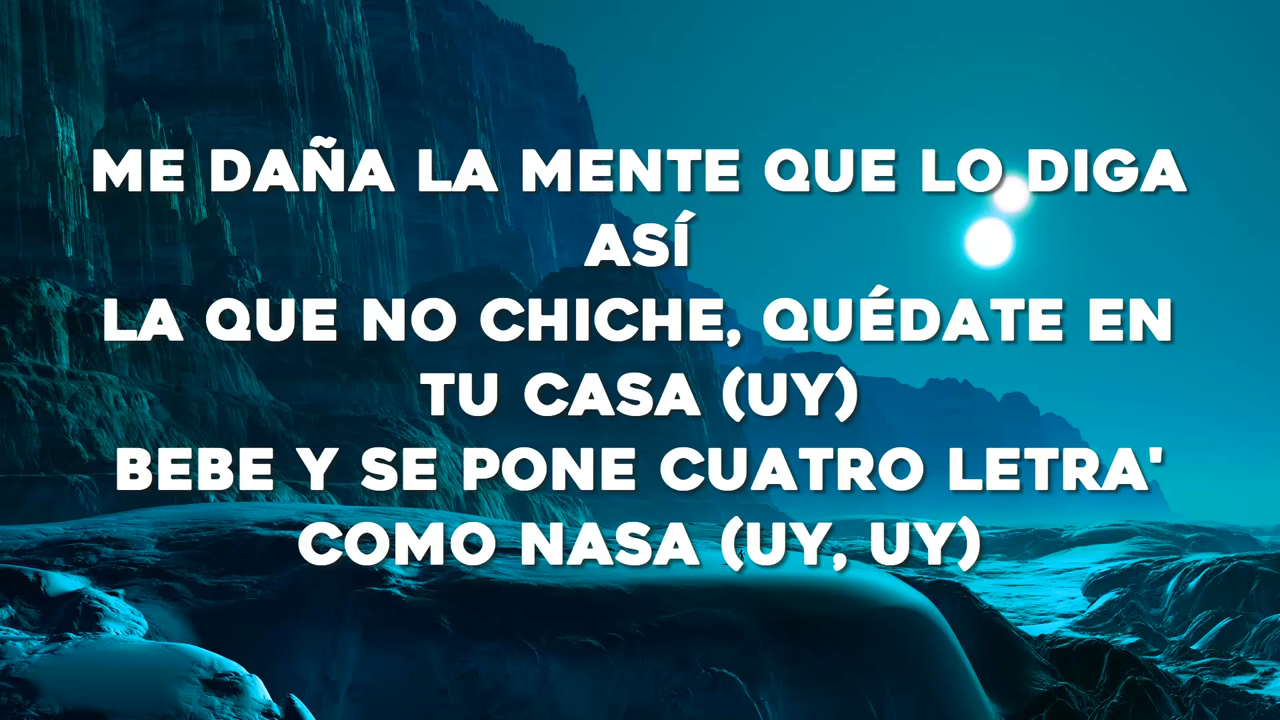 ME DAÑA LA MENTE QUE LO DIGA
ASÍ
LA QUE NO CHICHE, QUÉDATE EN
TU CASA (UY)
BEBE Y SE PONE CUATRO LETRA'
COMO NASA (UY, UY)